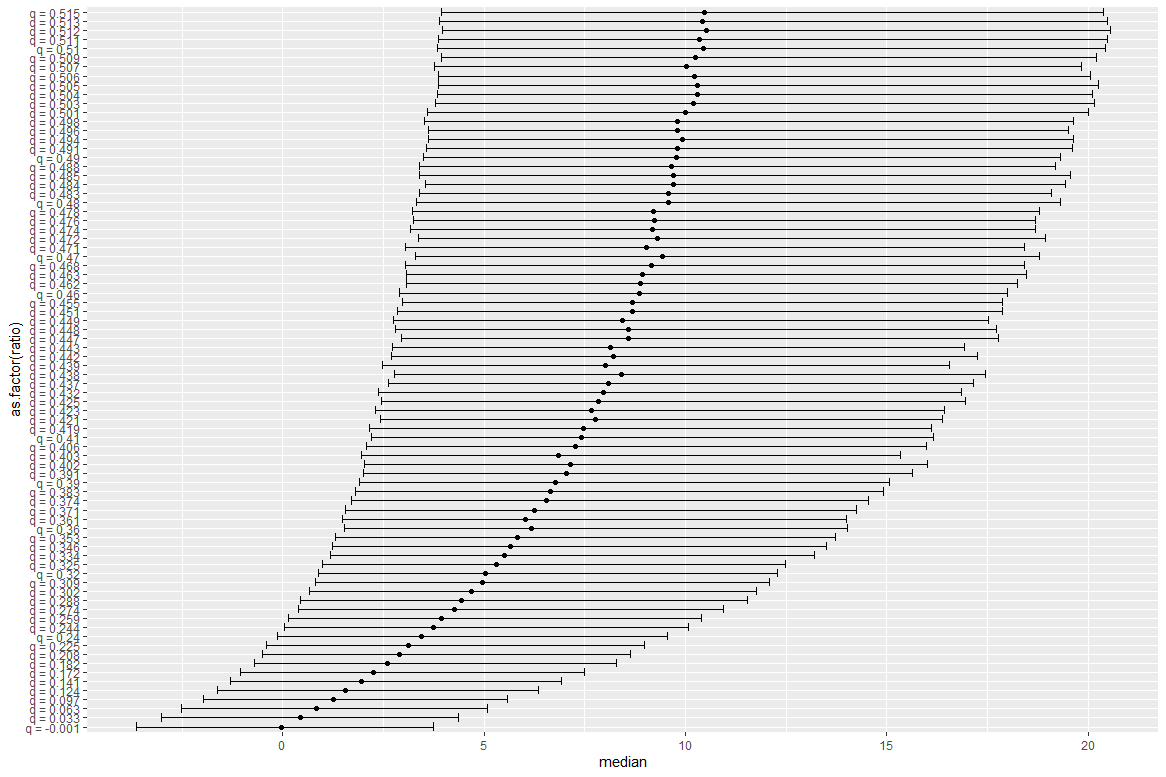 q = 0.515
q = 0.513
q = 0.512
q = 0.511
q = 0.51
q = 0.509
q = 0.507
q = 0.506
q = 0.505
q = 0.504
q = 0.503
q = 0.501
q = 0.498
q = 0.496
q = 0.494
q = 0.491
q = 0.49
q = 0.488
q = 0.485
q = 0.484
q = 0.483
q = 0.48
q = 0.478
q = 0.476
q = 0.474
q = 0.472
q = 0.471
q = 0.47
q = 0.468
q = 0.463
q = 0.462
q = 0.46
q = 0.455
q = 0.451
q = 0.449
q = 0.448
q = 0.447
q = 0.443
q = 0.442
q = 0.439
q = 0.438
q = 0.437
q = 0.432
q = 0.425
q = 0.423
q = 0.421
q = 0.419
q = 0.41
q = 0.406
q = 0.403
q = 0.402
q = 0.391
q = 0.39
q = 0.383
q = 0.374
q = 0.371
q = 0.361
q = 0.36
q = 0.353
q = 0.346
q = 0.334
q = 0.325
q = 0.32
q = 0.309
q = 0.302
q = 0.288
q = 0.274
q = 0.259
q = 0.244
q = 0.24
q = 0.225
q = 0.208
q = 0.182
q = 0.172
q = 0.141
q = 0.124
q = 0.097
q = 0.063
q = 0.033
q = -0.001
as.factor(ratio)
0 5 10 15 20
median